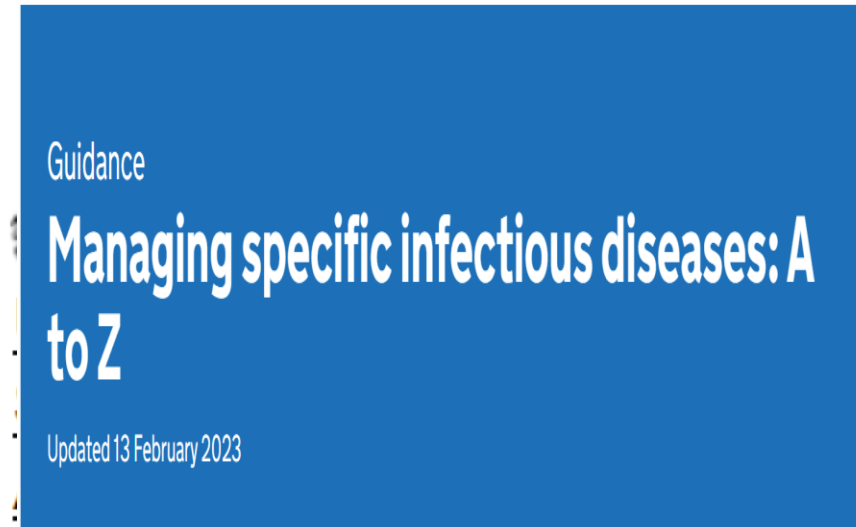 Guidance
Managing specific infectious diseases: A
to Z
Updated 13 February 2023